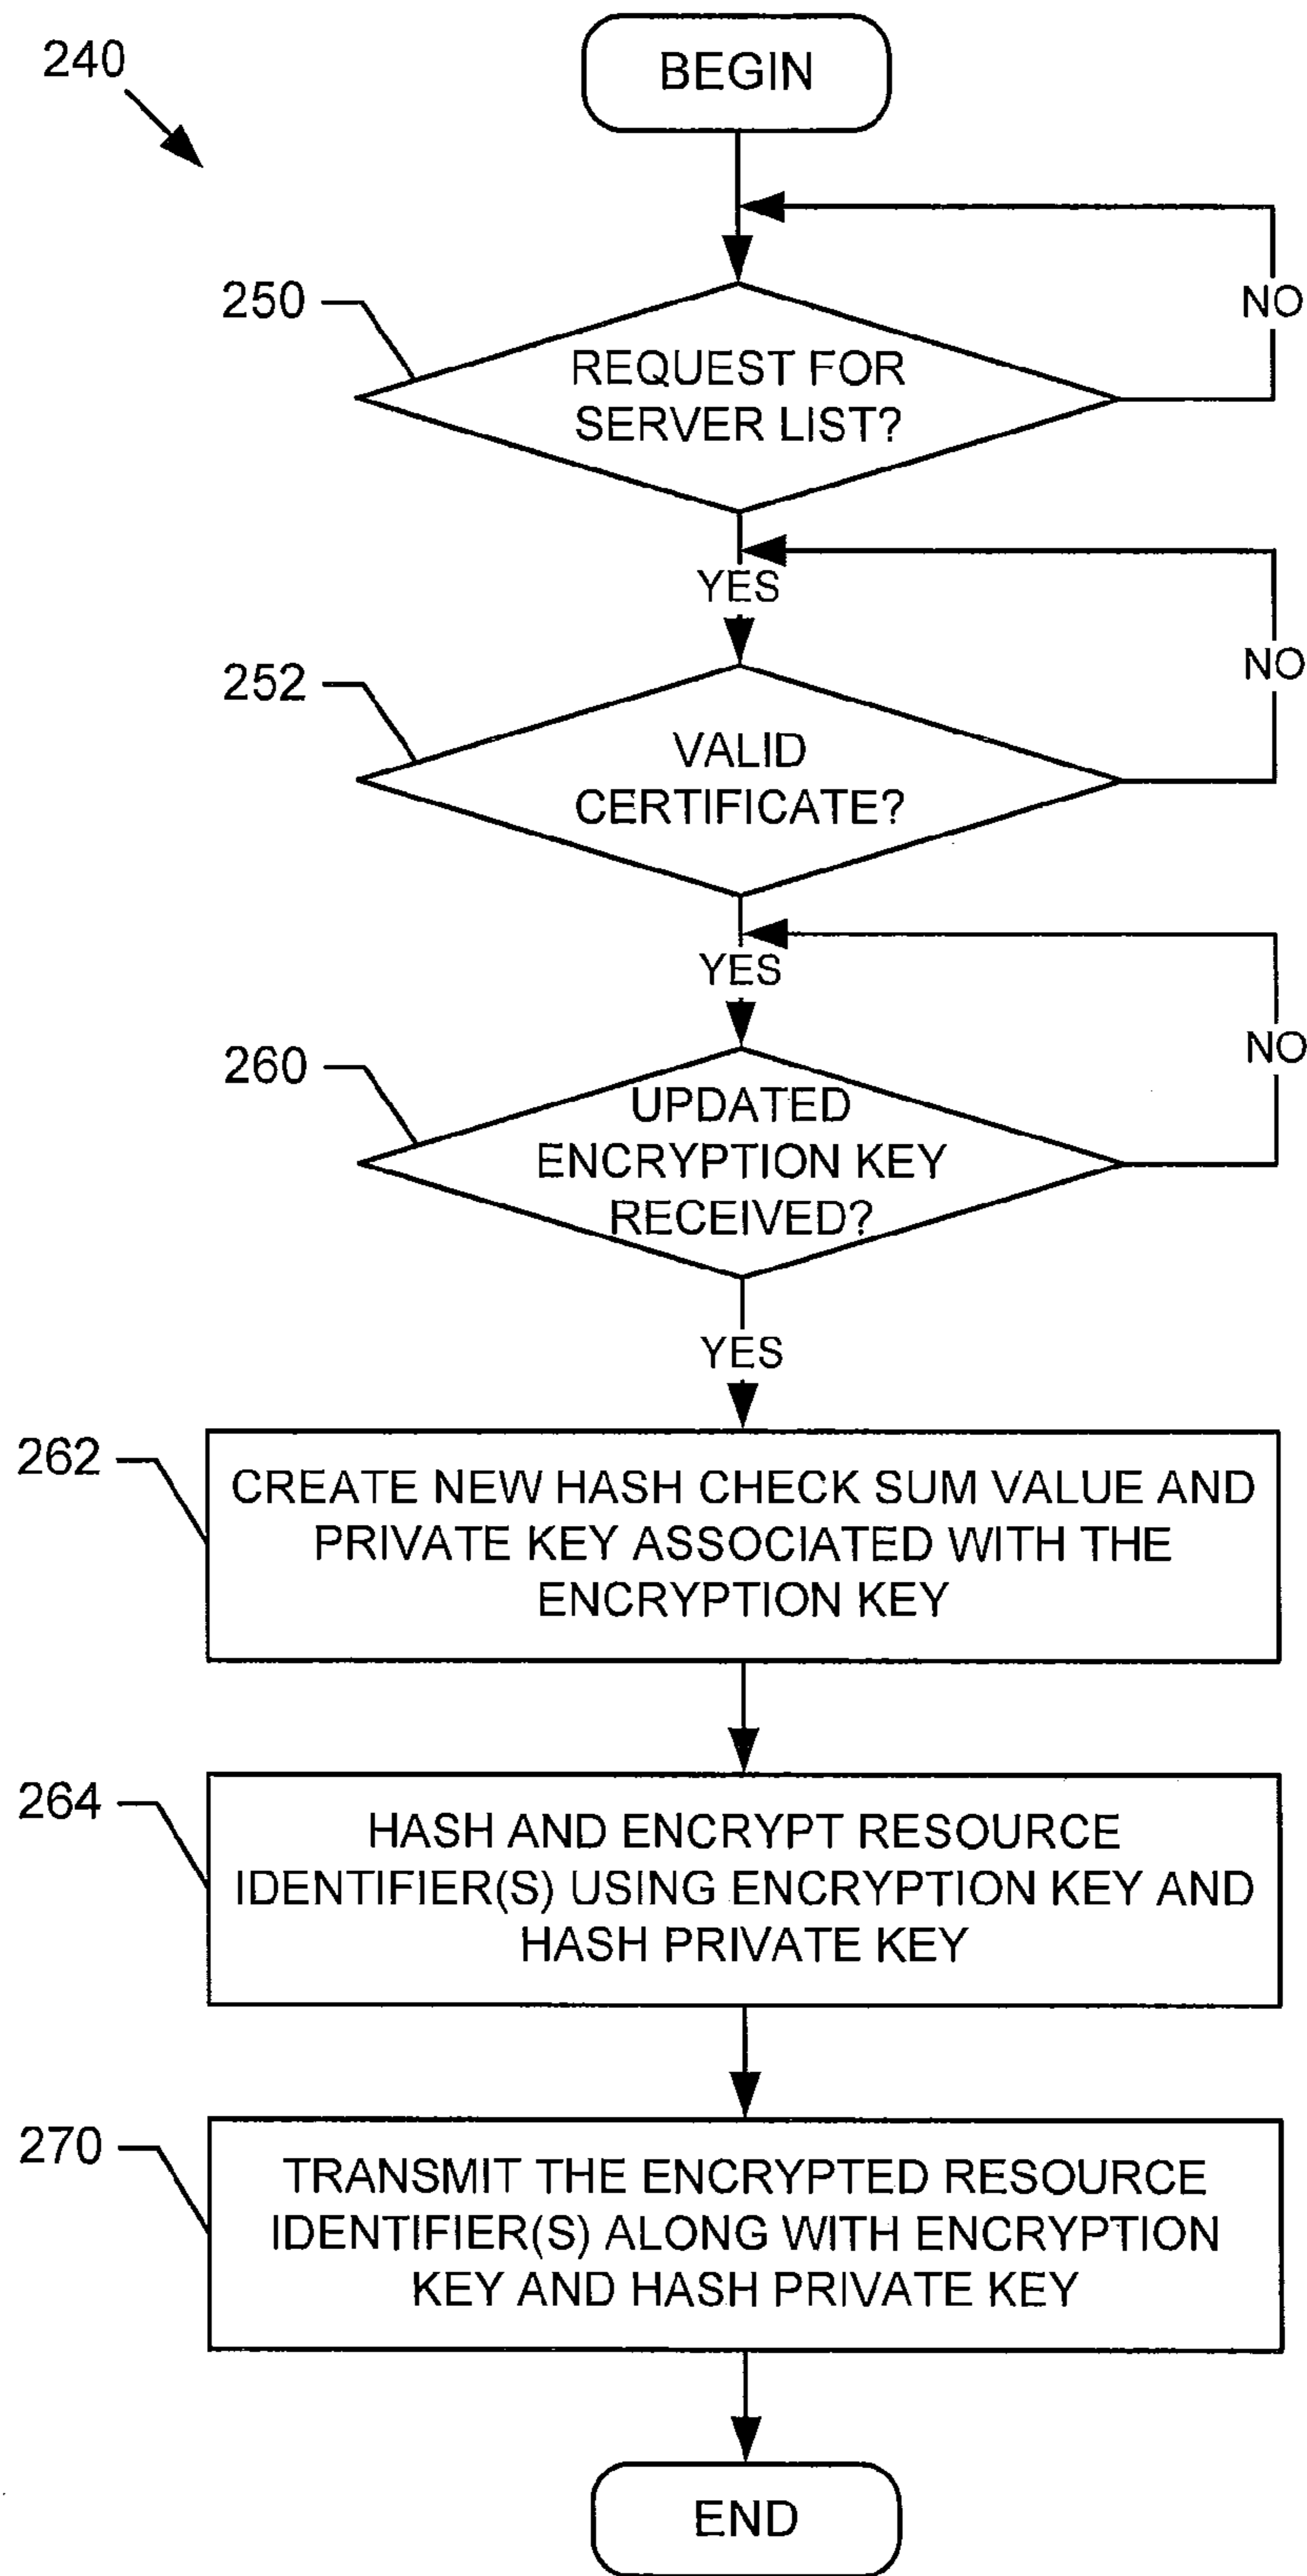 240
BEGIN
NO
250
REQUEST FOR
SERVER LIST?
YES
NO
252
VALID
CERTIFICATE?
YES
NO
260
UPDATED
ENCRYPTION KEY
RECEIVED?
YES
262
CREATE NEW HASH CHECK SUM VALUE AND
PRIVATE KEY ASSOCIATED WITH THE
ENCRYPTION KEY
264
HASH AND ENCRYPT RESOURCE
IDENTIFIER(S) USING ENCRYPTION KEY AND
HASH PRIVATE KEY
270
TRANSMIT THE ENCRYPTED RESOURCE
IDENTIFIER(S) ALONG WITH ENCRYPTION
KEY AND HASH PRIVATE KEY
END